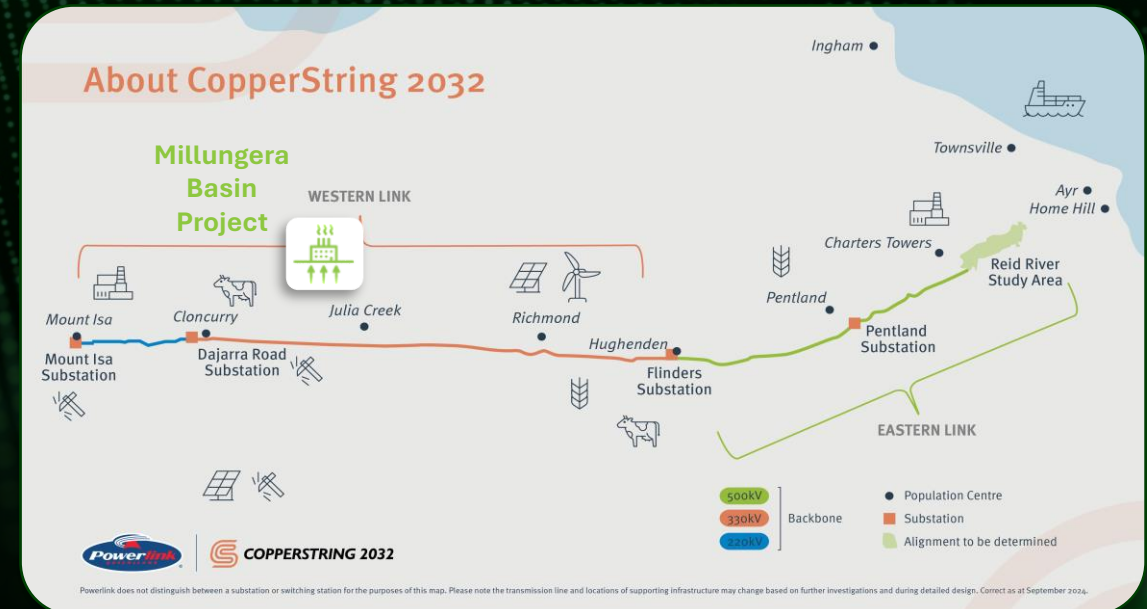 About CopperString 2032
Millungera
Basin
Project
WESTERN LINK
Ingham
Townsville
Ayr
Home Hill
Charters Towers
Reid River
Study Area
Pentland
Pentland
Substation
Mount Isa
Cloncurry
Julia Creek
Richmond
Hughenden
Mount Isa
Substation
Dajarra Road
Substation
Flinders
Substation
EASTERN LINK
500kV
330kV
220kV
Backbone
Population Centre
Substation
Alignment to be determined
Powerlink
QUEENSLAND
COPPERSTRING 2032
Powerlink does not distinguish between a substation or switching station for the purposes of this map. Please note the transmission line and locations of supporting infrastructure may change based on further investigations and during detailed design. Correct as at September 2024.